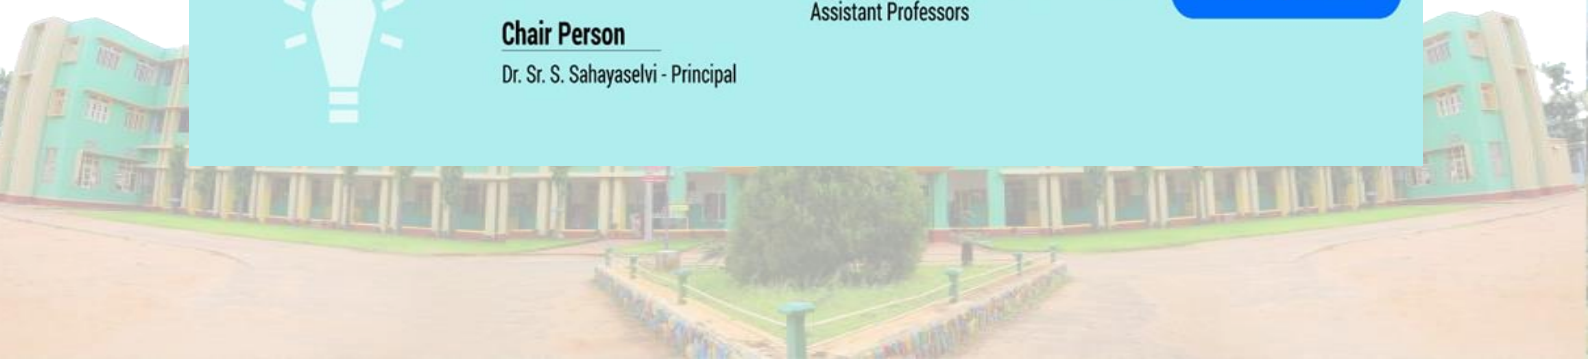 Assistant Professors
Chair Person
Dr. Sr. S. Sahayaselvi - Principal